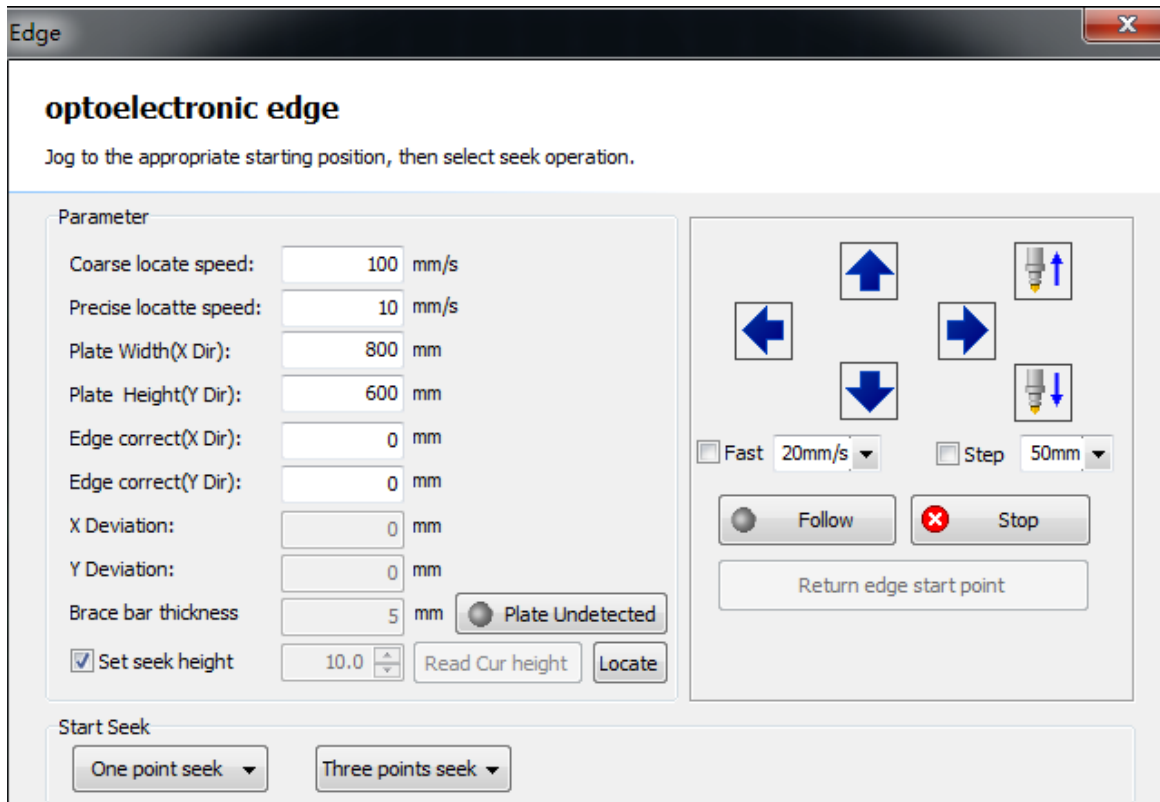 Edge
optoelectronic edge
Jog to the appropriate starting position, then select seek operation.
Parameter
Coarse locate speed: 100 mm/s
Precise locatte speed: 10 mm/s
Plate Width(X Dir): 800 mm
Plate Height(Y Dir): 600 mm
Edge correct(X Dir): 0 mm
Edge correct(Y Dir): 0 mm
X Deviation: 0 mm
Y Deviation: 0 mm
Brace bar thickness 5 mm Plate Undetected
Set seek height 10.0 Read Cur height Locate
Fast 20mm/s Step 50mm
Follow Stop
Return edge start point
Start Seek
One point seek Three points seek